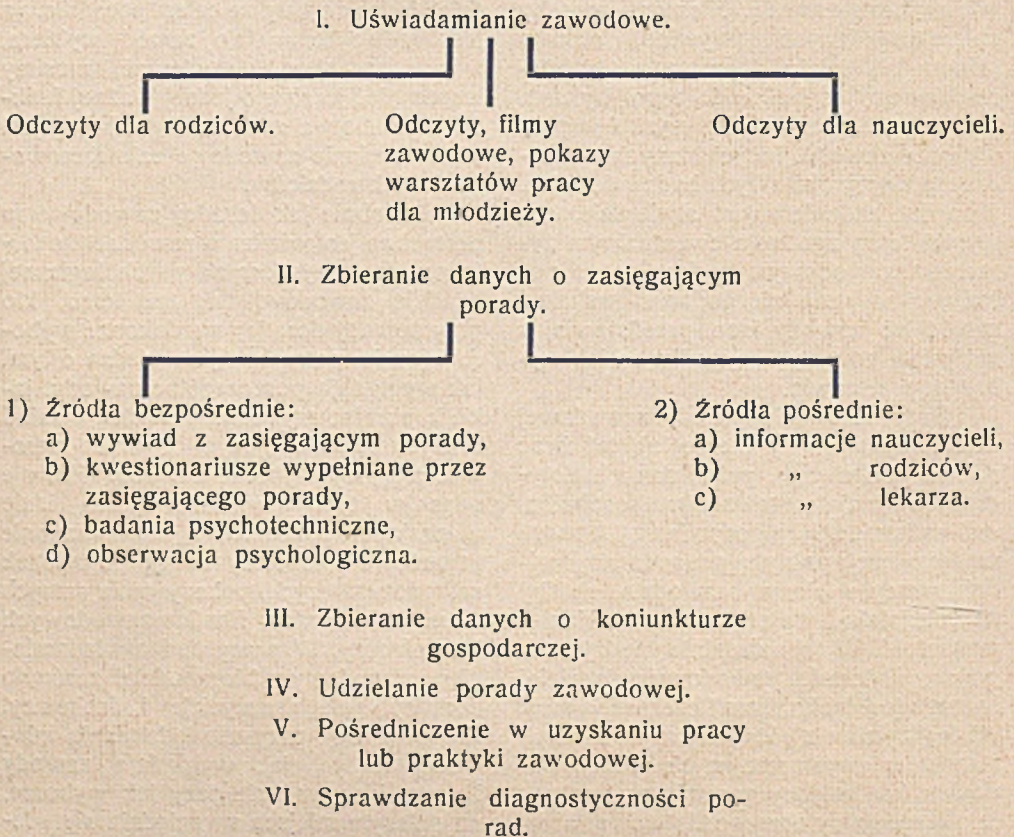 I. Uświadamianie zawodowe.
Odczyty dla rodziców.
Odczyty, filmy
zawodowe, pokazy
warsztatów pracy
dla młodzieży.
Odczyty dla nauczycieli.
II. Zbieranie danych o zasięgającym
porady.
1) Źródła bezpośrednie:
a) wywiad z zasięgającym porady,
b) kwestionariusze wypełniane przez
zasięgającego porady,
c) badania psychotechniczne,
d) obserwacja psychologiczna.
2) Źródła pośrednie:
a) informacje nauczycieli,
b) „ rodziców,
c) „ lekarza.
III. Zbieranie danych o koniunkturze
gospodarczej.
IV. Udzielanie porady zawodowej.
V. Pośredniczenie w uzyskaniu pracy
lub praktyki zawodowej.
VI. Sprawdzanie diagnostyczności po-
rad.